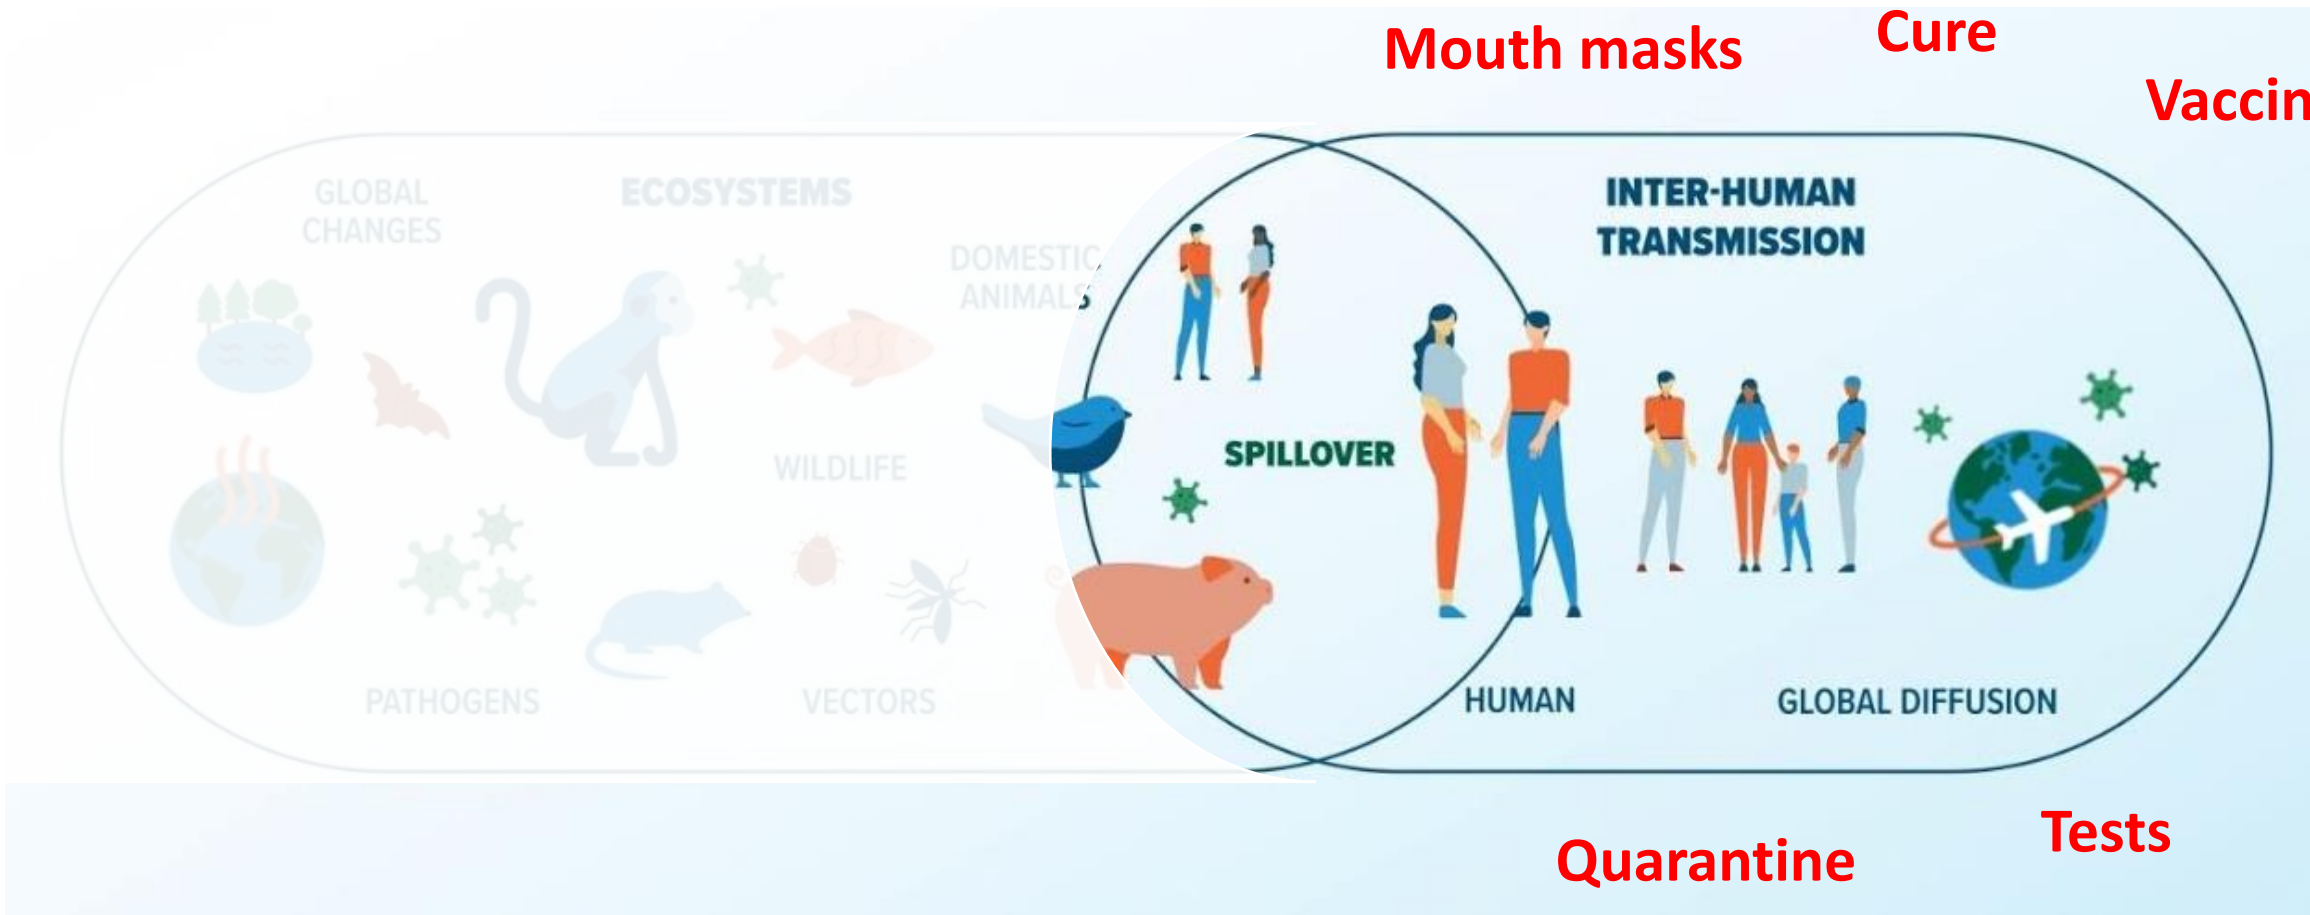 Mouth masks
Cure
Vaccin
GLOBAL
CHANGES
ECOSYSTEMS
DOMESTIC
ANIMALS
INTER-HUMAN
TRANSMISSION
SPILLOVER
WILDLIFE
PATHOGENS
VECTORS
HUMAN
GLOBAL DIFFUSION
Quarantine
Tests